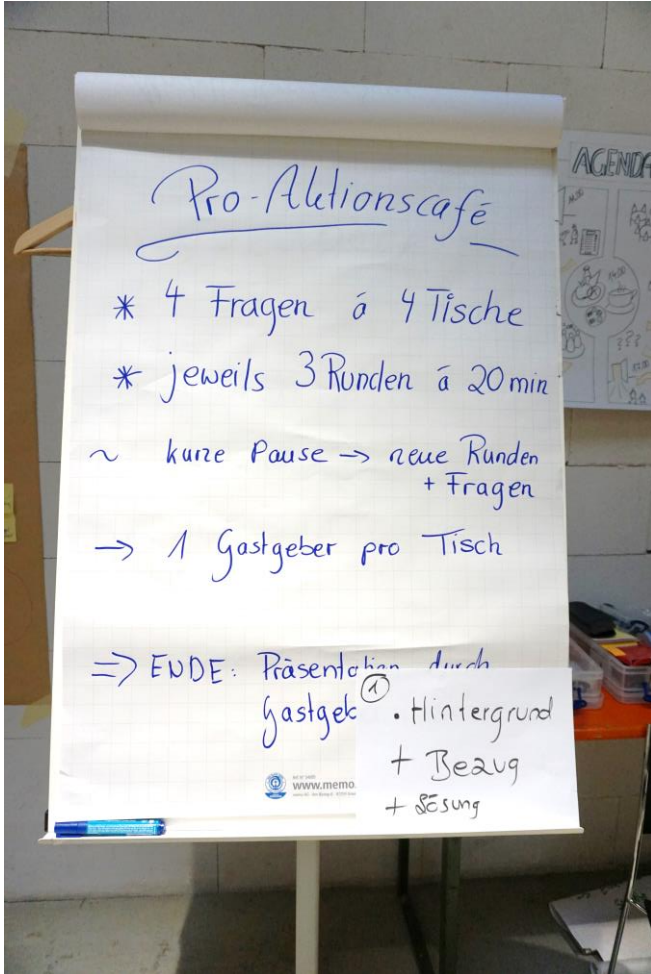 Pro-Aktionscafé
* 4 Fragen á 4 Tische
* jeweils 3 Runden á 20 min
~ kurze Pause → neue Runden
+ Fragen
→ 1 Gastgeber pro Tisch
⇒ ENDE: Präsentation durch
Gastgeb
www.memo.
1
. Hintergrund
+ Bezug
+ Lösung
AGENDA
???